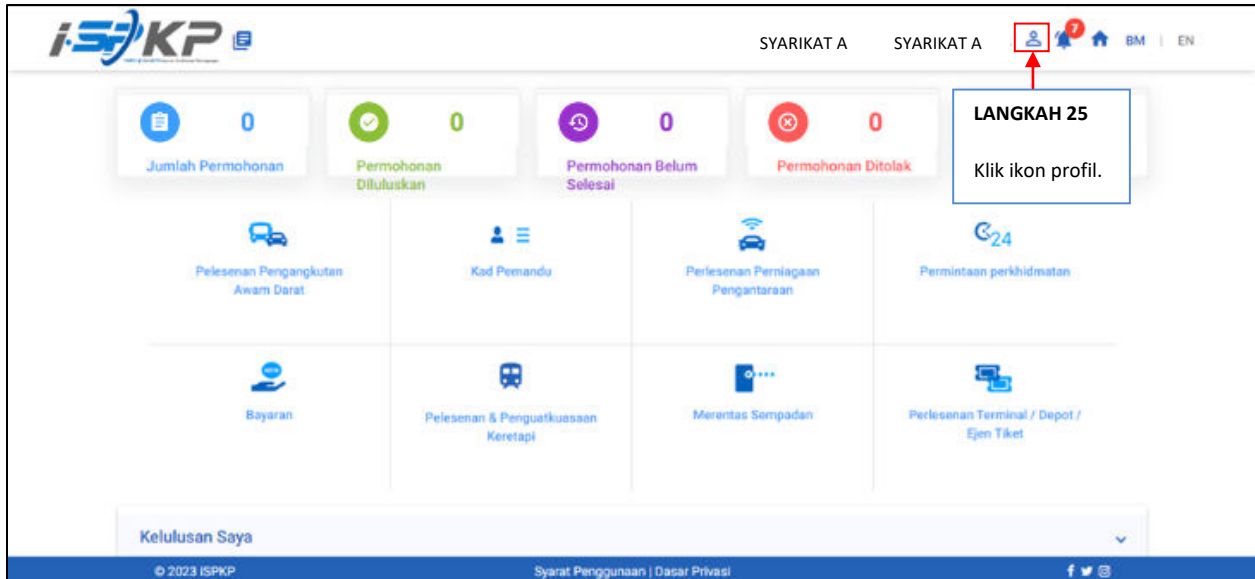 i-SPKP
SYARIKAT A SYARIKAT A 7 BM | EN
LANGKAH 25
Klik ikon profil.
0 0 0 0
Jumlah Permohonan
Permohonan
Diluluskan
Permohonan Belum
Selesai
Permohonan Ditolak
Pelesenan Pengangkutan
Awam Darat
Kad Pemandu
Perlesenan Perniagaan
Pengantaraan
24
Permintaan perkhidmatan
Bayaran
Pelesenan & Penguatkuasaan
Keretapi
Merentas Sempadan
Perlesenan Terminal / Depot /
Ejen Tiket
Kelulusan Saya
© 2023 ISPKP Syarat Penggunaan | Dasar Privasi